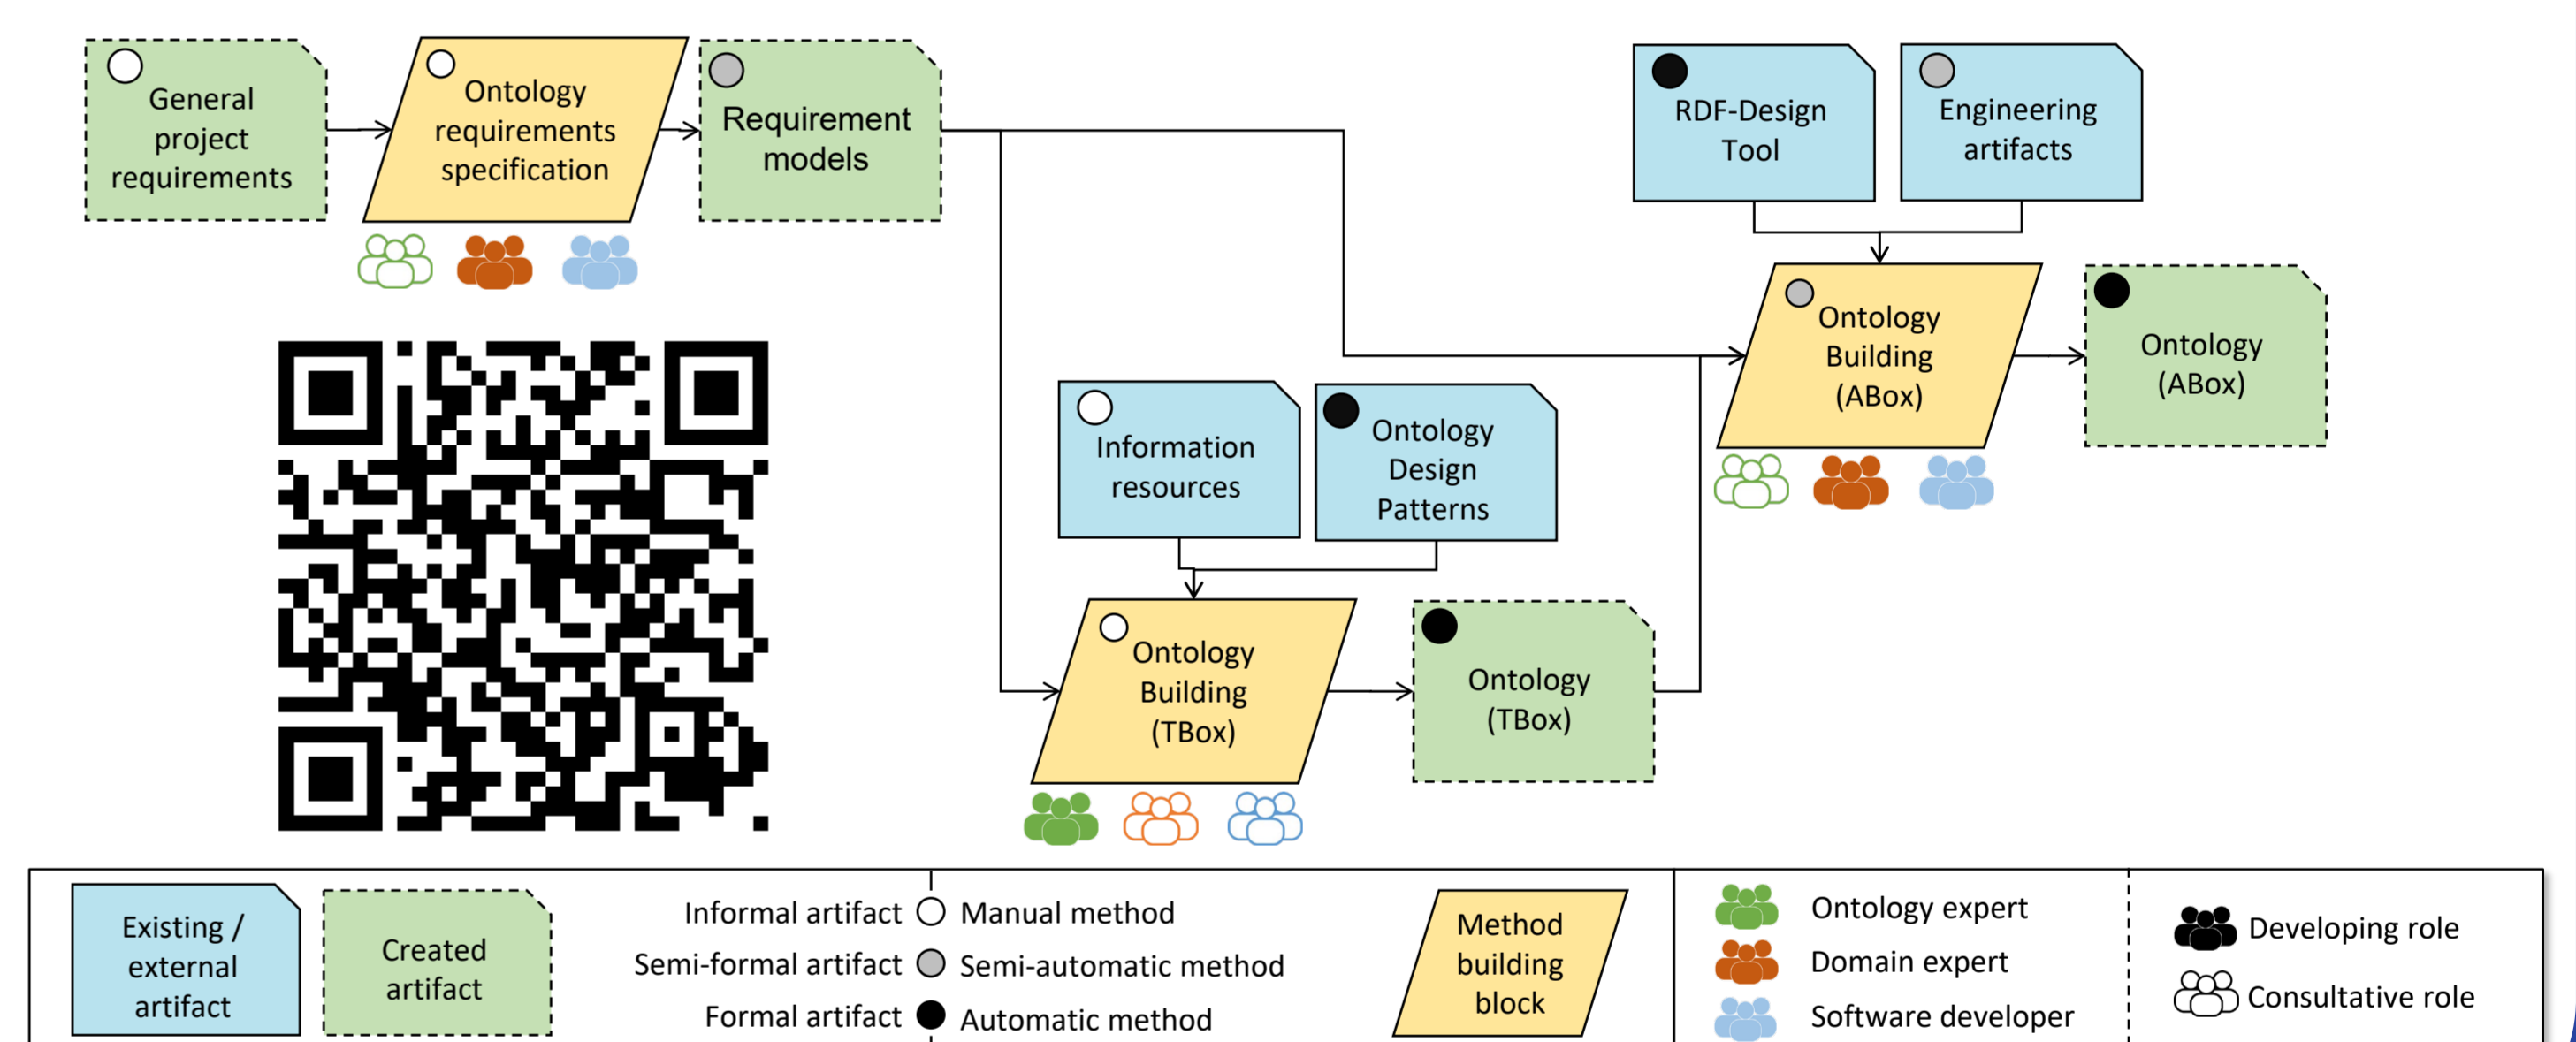 General
project
requirements
Ontology
requirements
specification
Requirement
models
RDF-Design
Tool
Engineering
artifacts
Ontology
Building
(ABox)
Ontology
(ABox)
Information
resources
Ontology
Design
Patterns
Ontology
Building
(TBox)
Ontology
(TBox)
Existing /
external
artifact
Created
artifact
Informal artifact
Manual method
Semi-formal artifact
Semi-automatic method
Formal artifact
Automatic method
Method
building
block
Ontology expert
Domain expert
Software developer
Developing role
Consultative role